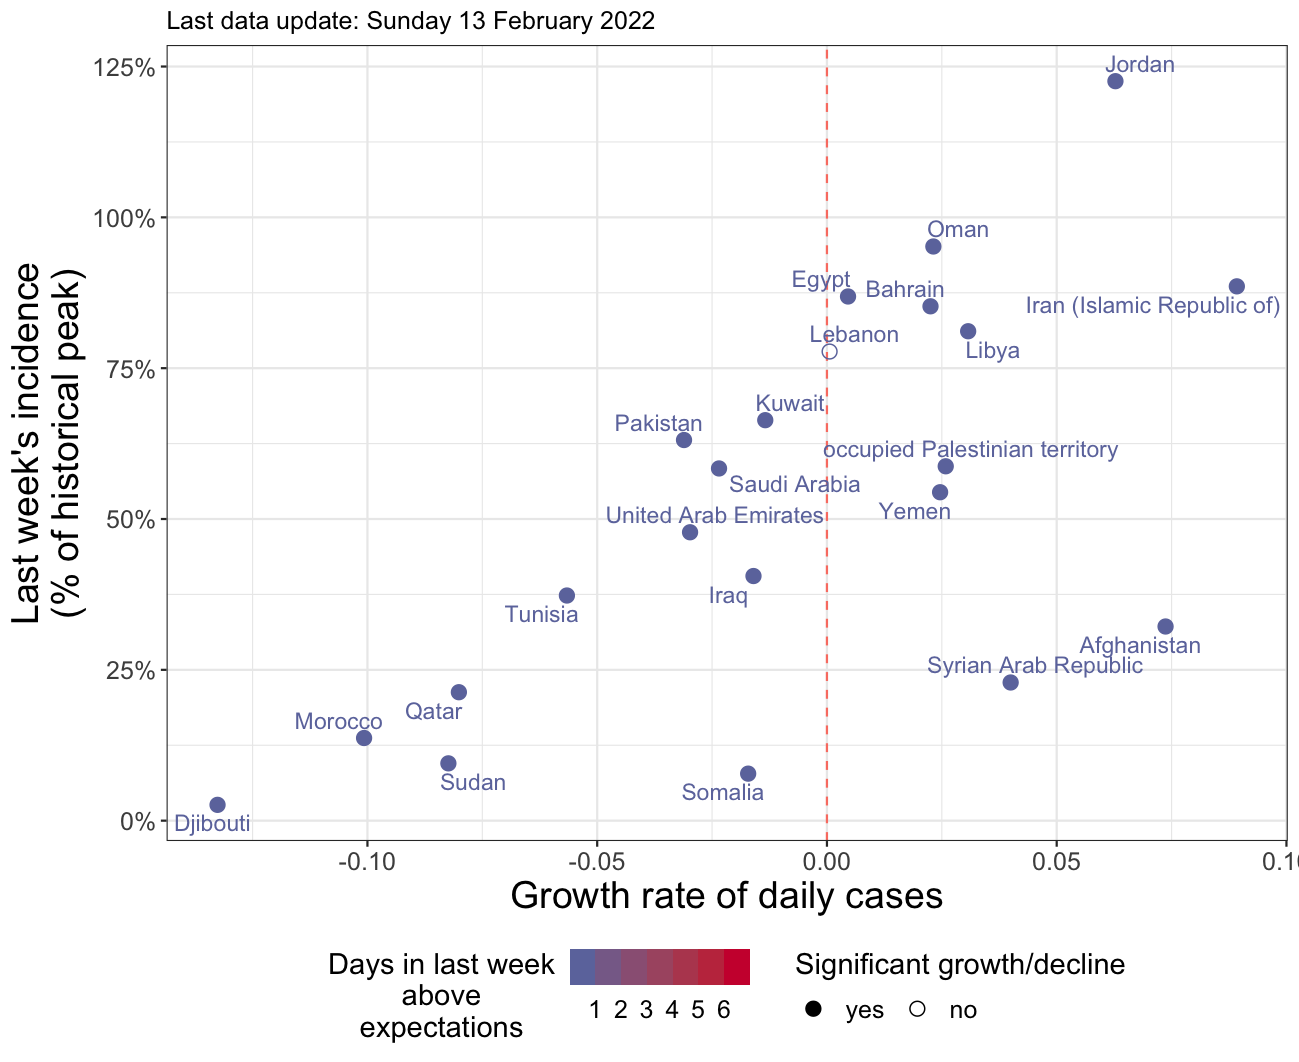 Last data update: Sunday 13 February 2022
125%
100%
75%
50%
25%
0%
Last week's incidence
(% of historical peak)
Jordan
Oman
Egypt
Bahrain
Iran (Islamic Republic of)
Lebanon
Libya
Kuwait
Pakistan
occupied Palestinian territory
Saudi Arabia
Yemen
United Arab Emirates
Iraq
Tunisia
Afghanistan
Syrian Arab Republic
Qatar
Morocco
Sudan
Somalia
Djibouti
-0.10 -0.05 0.00 0.05 0.10
Growth rate of daily cases
Days in last week
above
expectations
1 2 3 4 5 6
Significant growth/decline
yes no